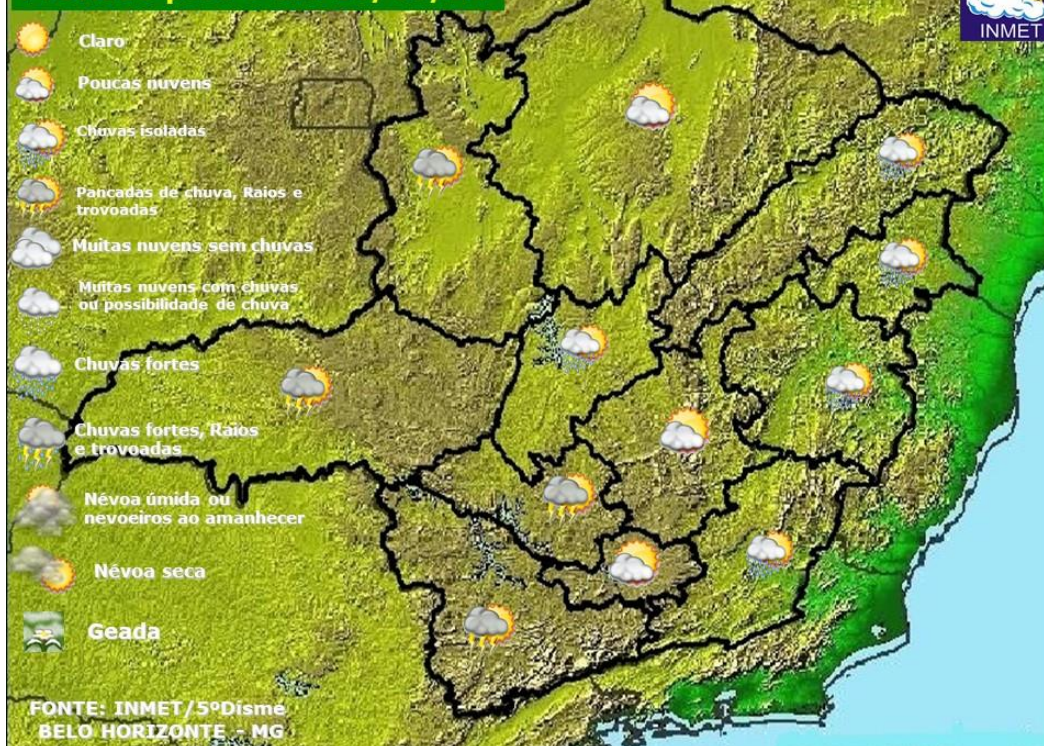 INMET
Claro
Poucas nuvens
Chuvas isoladas
Pancadas de chuva, Raios e
trovoadas
Muitas nuvens sem chuvas
Muitas nuvens com chuvas
ou possibilidade de chuva
Chuvas fortes
Chuvas fortes, Raios
e trovoadas
Névoa úmida ou
nevoeiros ao amanhecer
Névoa seca
Geada
FONTE: INMET/5ºDisme
BELO HORIZONTE - MG